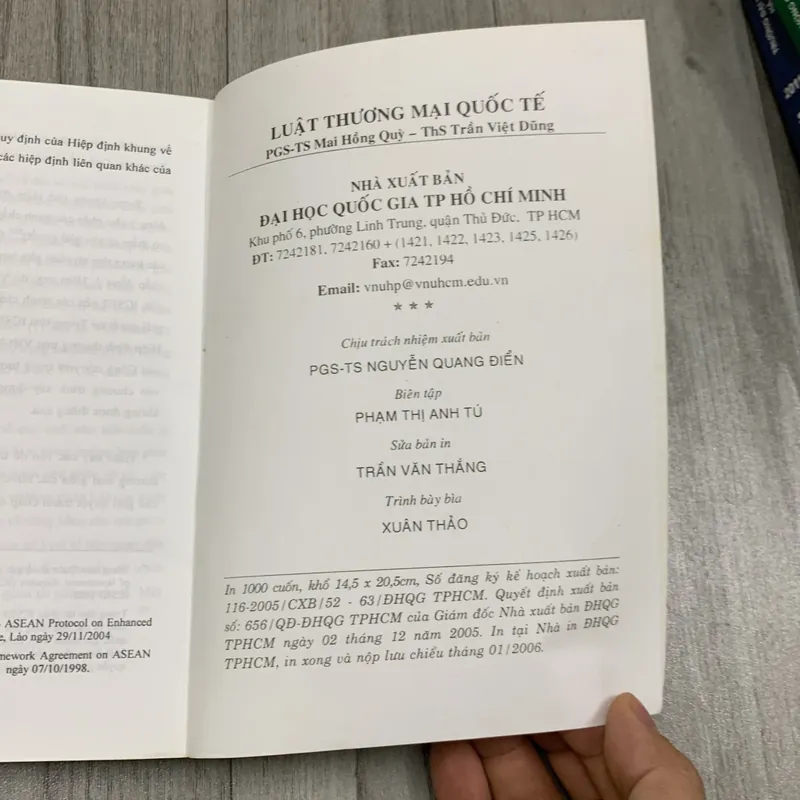 uy định của Hiệp định khung về
các hiệp định liên quan khác của
ASEAN Protocol on Enhanced
Lào ngày 29/11/2004
mework Agreement on ASEAN
ngày 07/10/1998.
LUẬT THƯƠNG MẠI QUỐC TẾ
PGS-TS Mai Hồng Quỳ – ThS Trần Việt Dũng
NHÀ XUẤT BẢN
ĐẠI HỌC QUỐC GIA TP HỒ CHÍ MINH
Khu phố 6, phường Linh Trung, quận Thủ Đức, TP HCM
ĐT: 7242181, 7242160 + (1421, 1422, 1423, 1425, 1426)
Fax: 7242194
Email: vnuhp@vnuhcm.edu.vn
* * *
Chịu trách nhiệm xuất bản
PGS-TS NGUYỄN QUANG ĐIỂN
Biên tập
PHẠM THỊ ANH TÚ
Sửa bản in
TRẦN VĂN THẮNG
Trình bày bìa
XUÂN THẢO
In 1000 cuốn, khổ 14,5 x 20,5cm, Số đăng ký kế hoạch xuất bản:
116-2005/CXB/52 - 63/ĐHQG TPHCM. Quyết định xuất bản
số: 656/QĐ-ĐHQG TPHCM của Giám đốc Nhà xuất bản ĐHQG
TPHCM ngày 02 tháng 12 năm 2005. In tại Nhà in ĐHQG
TPHCM, in xong và nộp lưu chiểu tháng 01/2006.